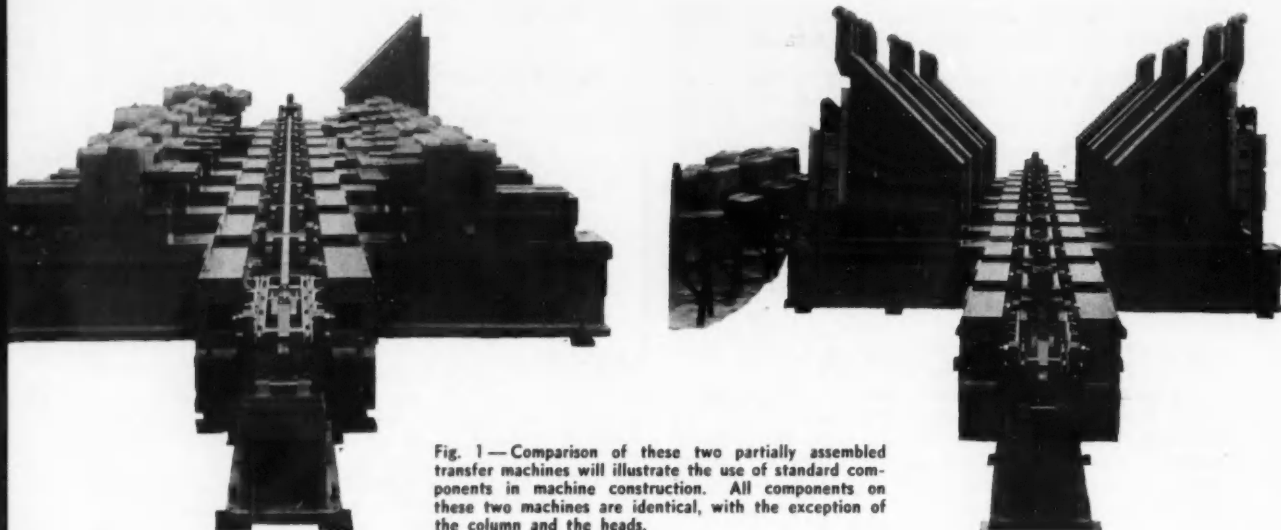 Fig. 1 — Comparison of these two partially assembled
transfer machines will illustrate the use of standard com-
ponents in machine construction. All components on
these two machines are identical, with the exception of
the column and the heads.